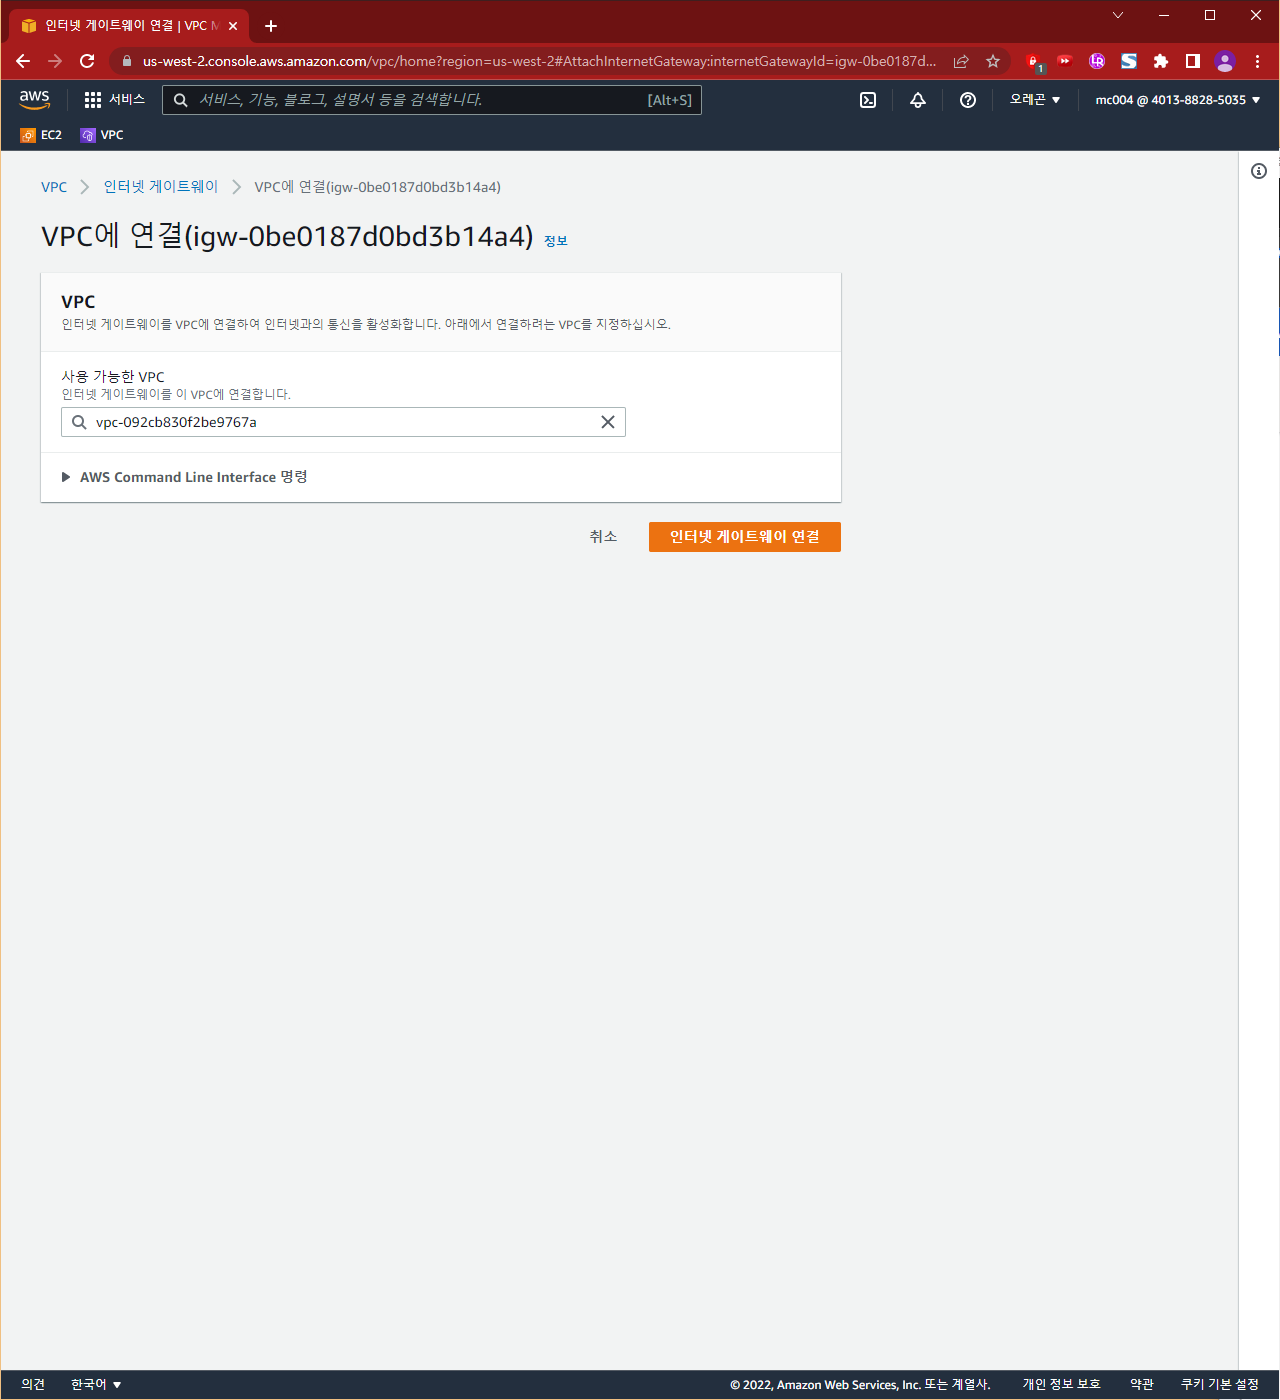 인터넷 게이트웨이 연결 | VPC M
us-west-2.console.aws.amazon.com/vpc/home?region=us-west-2#AttachInternetGateway:internetGatewayId=igw-0be0187d...
1
aws 서비스 서비스, 기능, 블로그, 설명서 등을 검색합니다. [Alt+S] 오레곤 mc004 @ 4013-8828-5035
EC2 VPC
VPC 인터넷 게이트웨이 VPC에 연결(igw-0be0187d0bd3b14a4)
VPC에 연결(igw-0be0187d0bd3b14a4) 정보
VPC
인터넷 게이트웨이를 VPC에 연결하여 인터넷과의 통신을 활성화합니다. 아래에서 연결하려는 VPC를 지정하십시오.
사용 가능한 VPC
인터넷 게이트웨이를 이 VPC에 연결합니다.
vpc-092cb830f2be9767a
AWS Command Line Interface 명령
취소 인터넷 게이트웨이 연결
의견 한국어 © 2022, Amazon Web Services, Inc. 또는 계열사. 개인 정보 보호 약관 쿠키 기본 설정